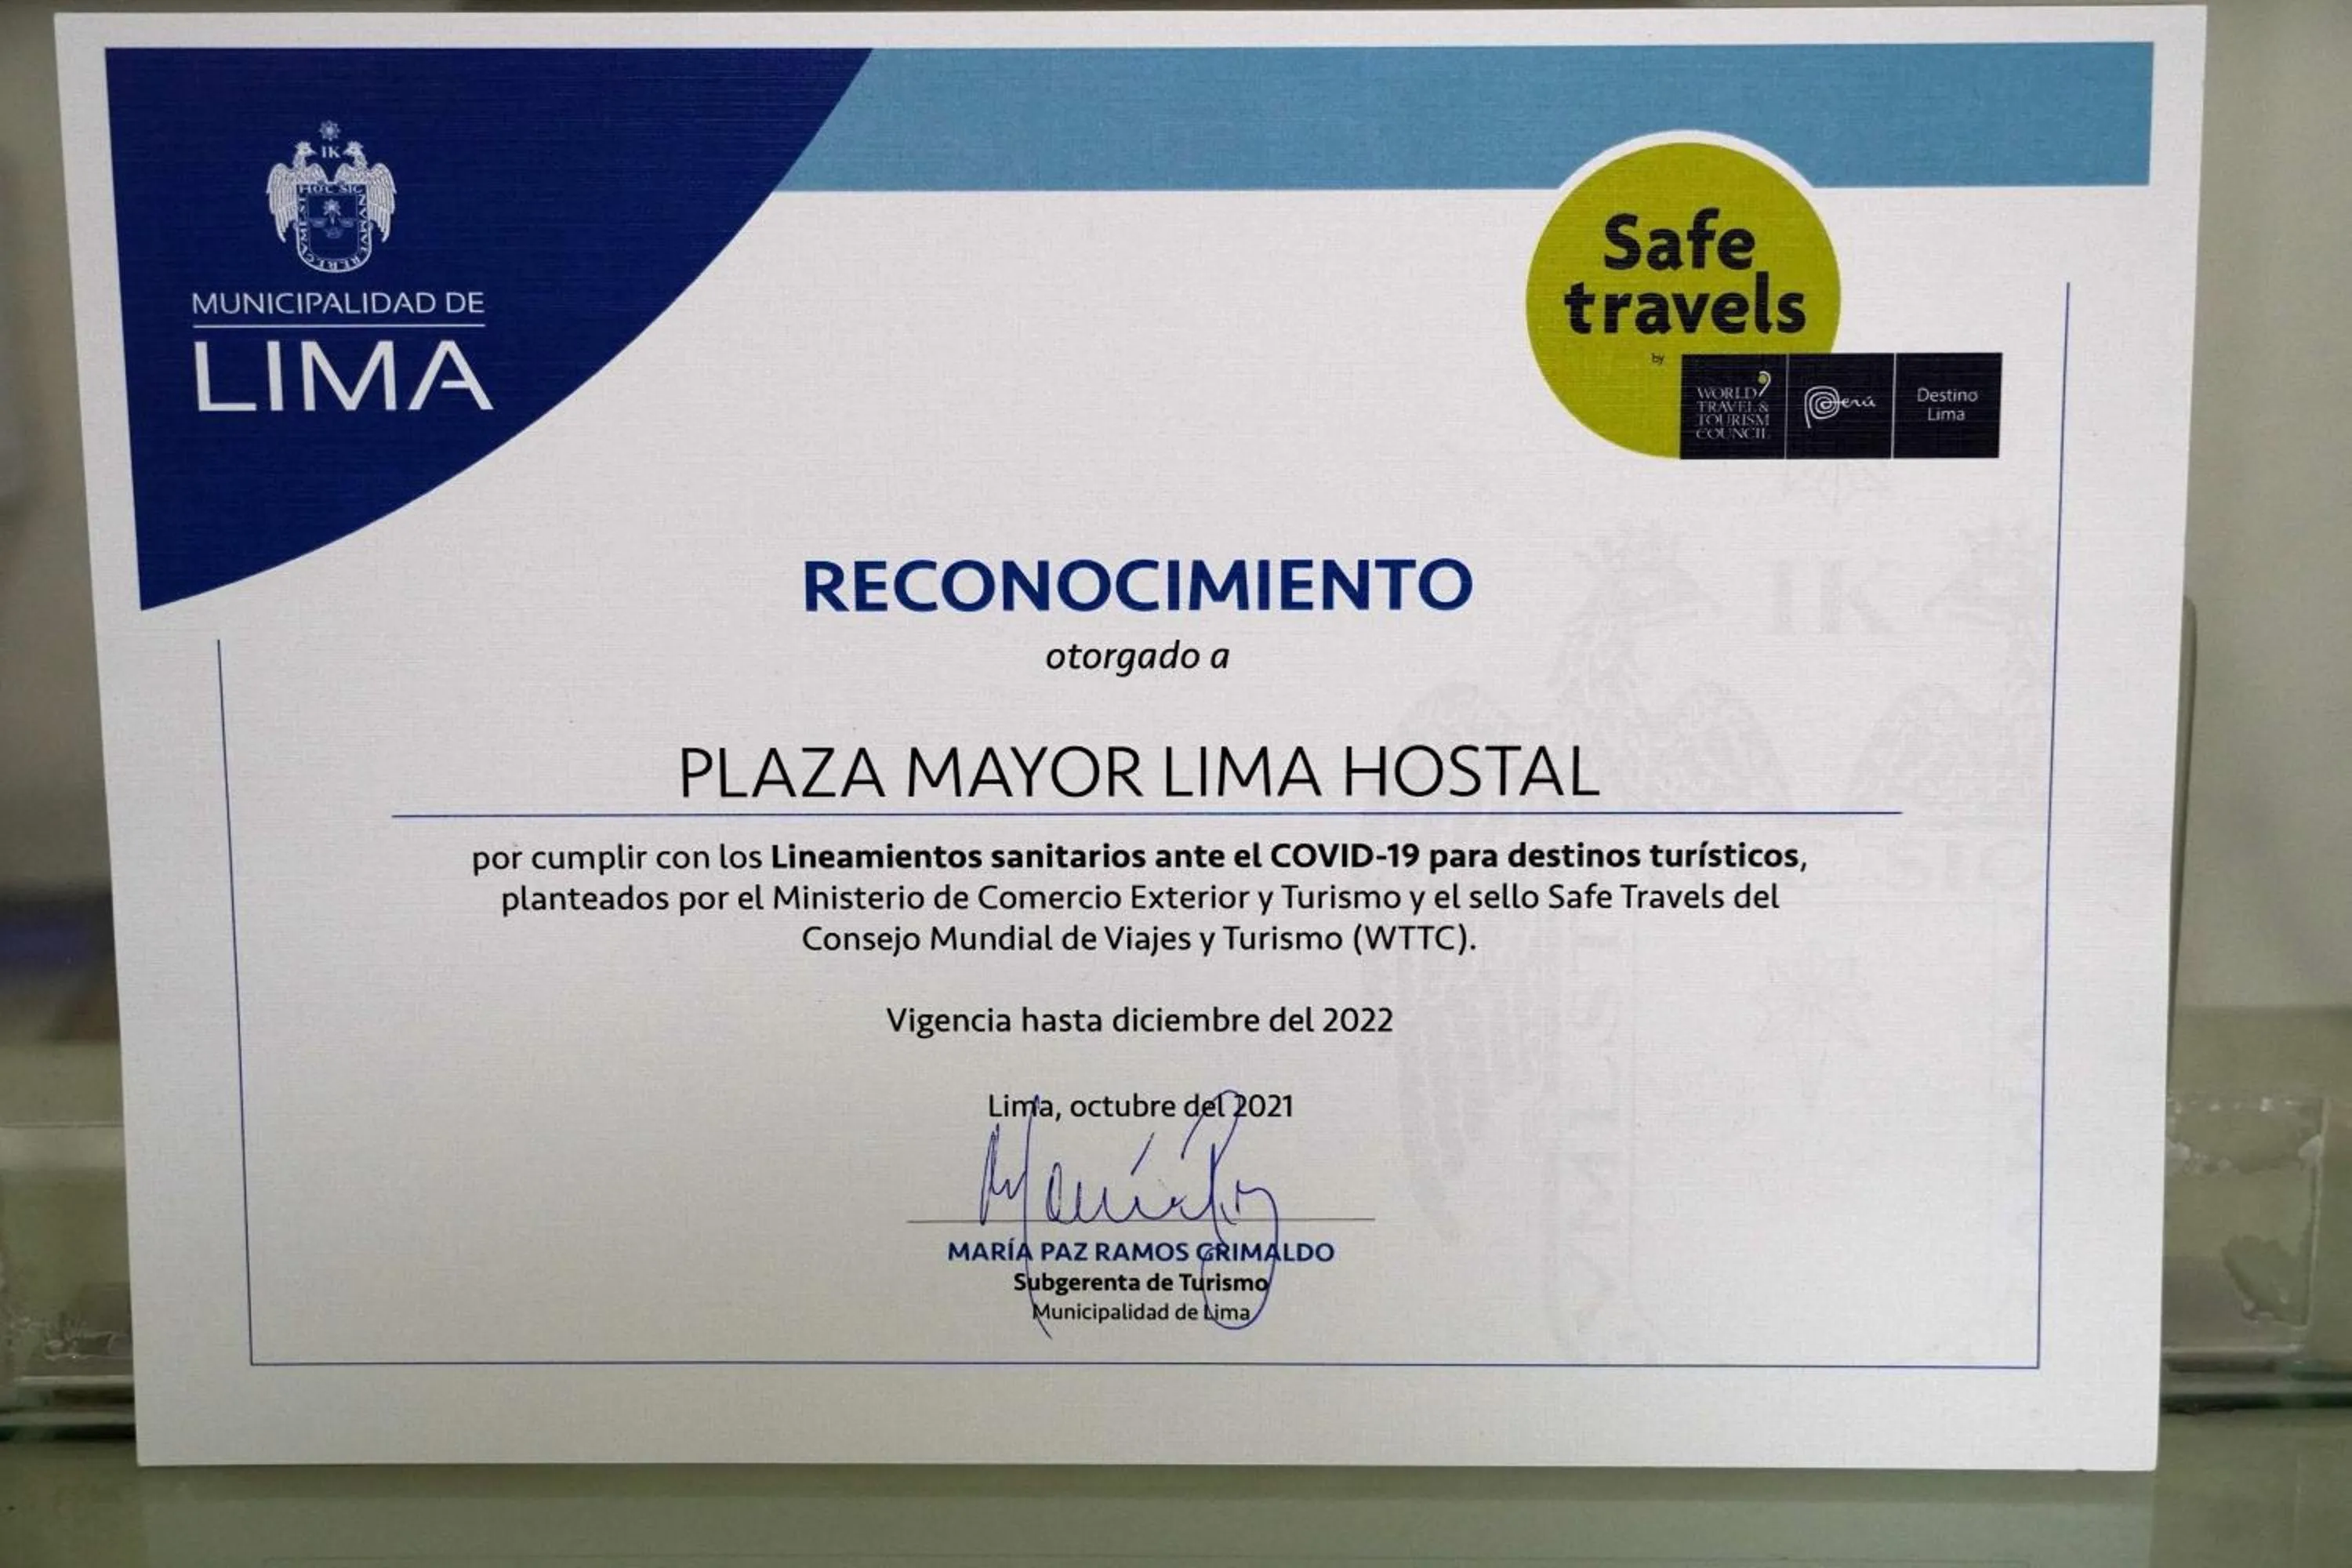 IK
HOC SIC
MUNICIPALIDAD DE
LIMA
Safe
travels
by
WORLD
TRAVEL &
TOURISM
COUNCIL
Perú
Destino
Lima
RECONOCIMIENTO
otorgado a
PLAZA MAYOR LIMA HOSTAL
por cumplir con los Lineamientos sanitarios ante el COVID-19 para destinos turísticos,
planteados por el Ministerio de Comercio Exterior y Turismo y el sello Safe Travels del
Consejo Mundial de Viajes y Turismo (WTTC).
Vigencia hasta diciembre del 2022
Lima, octubre del 2021
MARÍA PAZ RAMOS GRIMALDO
Subgerenta de Turismo
Municipalidad de Lima